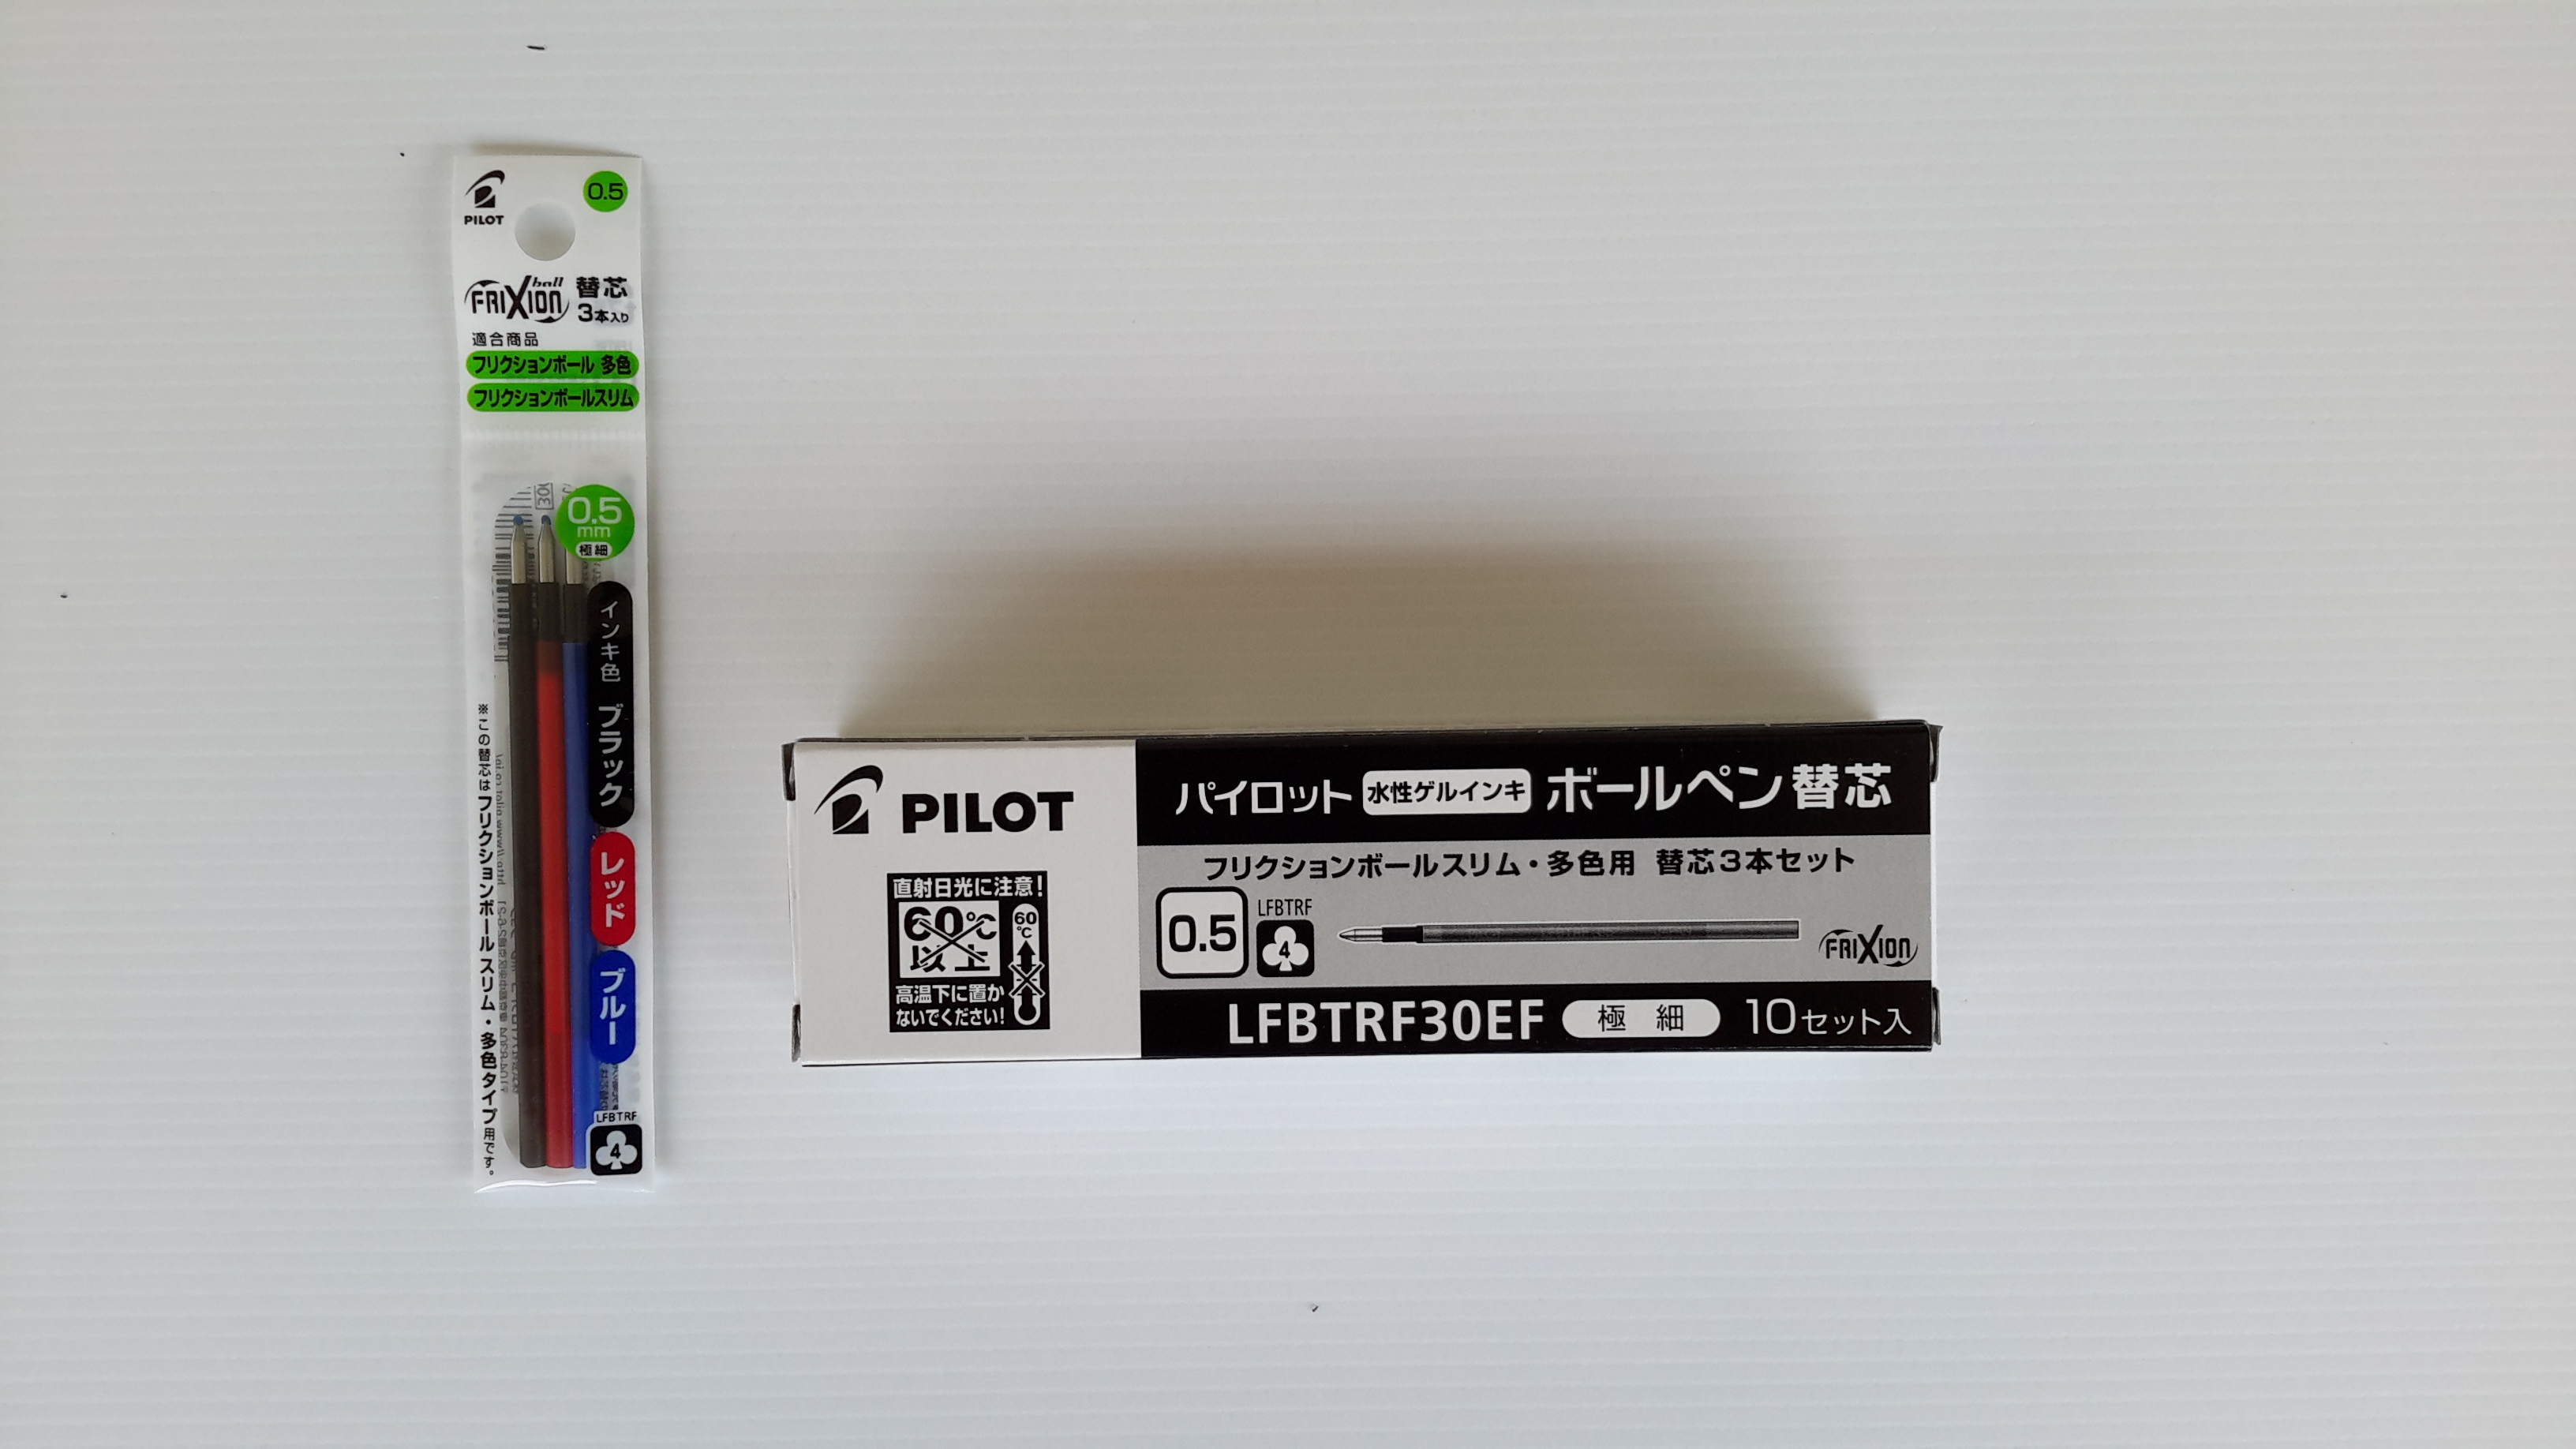 PILOT
0.5
FRIXION ball 替芯
3本入り
適合商品
フリクションボール 多色
フリクションボールスリム
0.5
mm
極細
インキ色 ブラック
レッド
ブルー
※この替芯はフリクションボール スリム・多色タイプ用です。
LFBTRF
4
PILOT
直射日光に注意!
60℃
以上
60
℃
高温下に置か
ないでください!
パイロット 水性ゲルインキ ボールペン替芯
フリクションボールスリム・多色用 替芯3本セット
0.5
LFBTRF
4
FRIXION
LFBTRF30EF 極細 10セット入